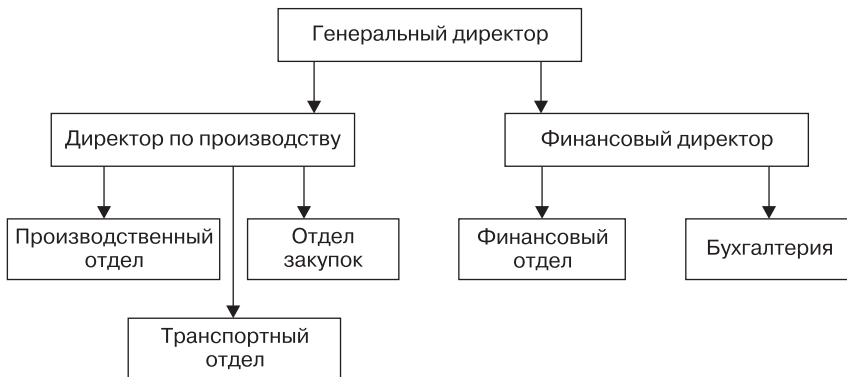 Генеральный директор
Директор по производству
Финансовый директор
Производственный
отдел
Отдел
закупок
Финансовый
отдел
Бухгалтерия
Транспортный
отдел